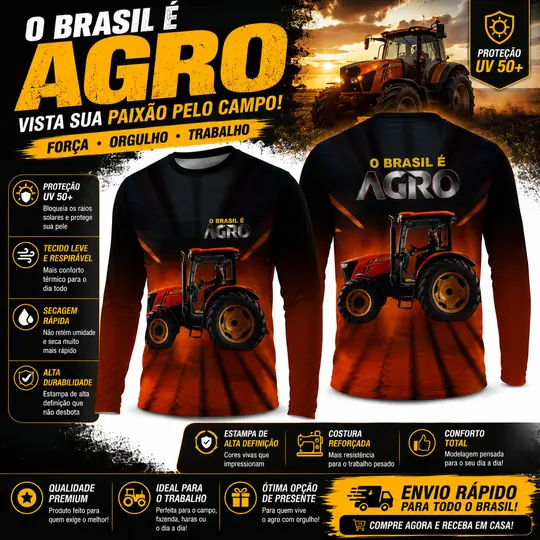 O BRASIL É
AGRO
VISTA SUA PAIXÃO PELO CAMPO!
FORÇA • ORGULHO • TRABALHO
PROTEÇÃO
UV 50+
PROTEÇÃO
UV 50+
Bloqueia os raios
solares e protege
sua pele
TECIDO LEVE
E RESPIRÁVEL
Mais conforto
térmico para o
dia todo
SECAGEM
RÁPIDA
Não retém umidade
e seca muito
mais rápido
ALTA
DURABILIDADE
Estampa de alta
definição que
não desbota
O BRASIL É
AGRO
O BRASIL É
AGRO
ESTAMPA DE
ALTA DEFINIÇÃO
Cores vivas que
impressionam
COSTURA
REFORÇADA
Mais resistência
para o trabalho pesado
CONFORTO
TOTAL
Modelagem pensada
para o seu dia a dia!
QUALIDADE
PREMIUM
Produto feito para
quem exige o melhor!
IDEAL PARA
O TRABALHO
Perfeita para o campo,
fazenda, haras ou
o dia a dia!
ÓTIMA OPÇÃO
DE PRESENTE
Para quem vive
o agro com orgulho!
ENVIO RÁPIDO
PARA TODO O BRASIL!
COMPRE AGORA E RECEBA EM CASA!